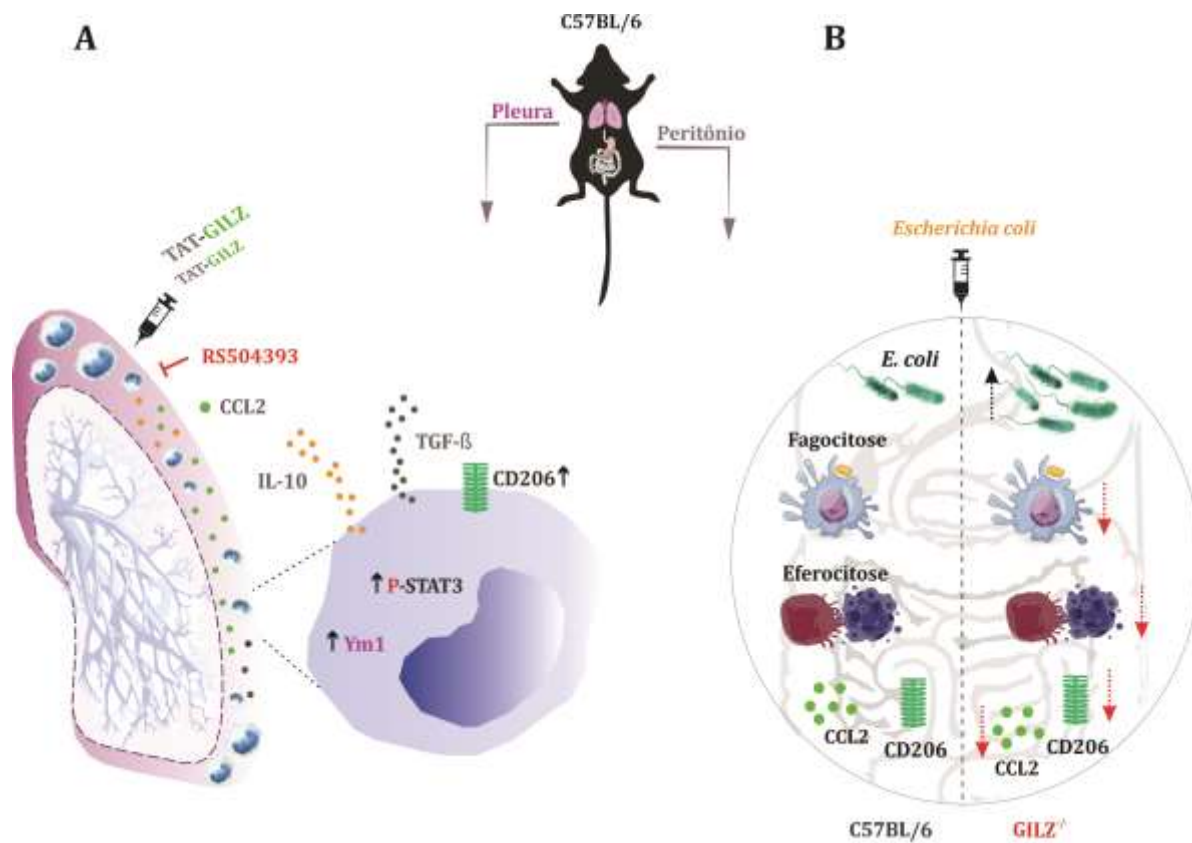 A
C57BL/6
B
Pleura
Peritônio
TAT-GILZ
TAT-GILZ
RS504393
CCL2
IL-10
TGF-ß
CD206
P-STAT3
Ym1
Escherichia coli
E. coli
Fagocitose
Eferocitose
CCL2
CD206
CCL2
CD206
C57BL/6
GILZ-/-